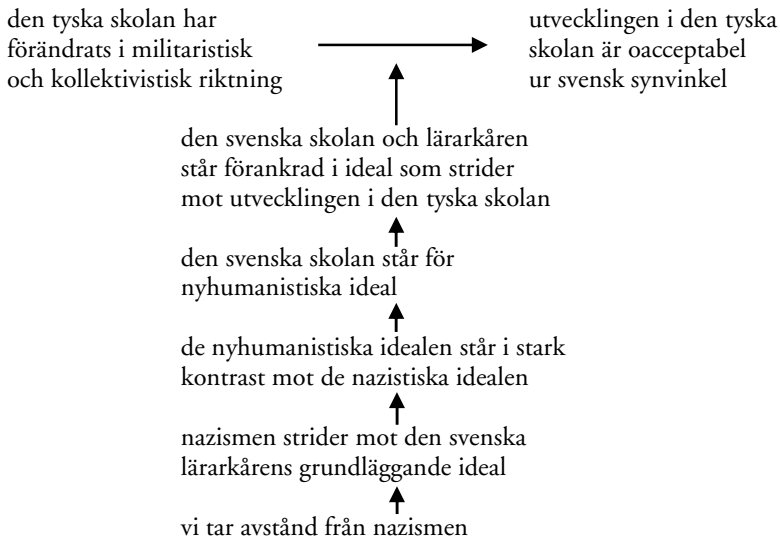 den tyska skolan har
förändrats i militaristisk
och kollektivistisk riktning
utvecklingen i den tyska
skolan är oacceptabel
ur svensk synvinkel
den svenska skolan och lärarkåren
står förankrad i ideal som strider
mot utvecklingen i den tyska skolan
den svenska skolan står för
nyhumanistiska ideal
de nyhumanistiska idealen står i stark
kontrast mot de nazistiska idealen
nazismen strider mot den svenska
lärarkårens grundläggande ideal
vi tar avstånd från nazismen